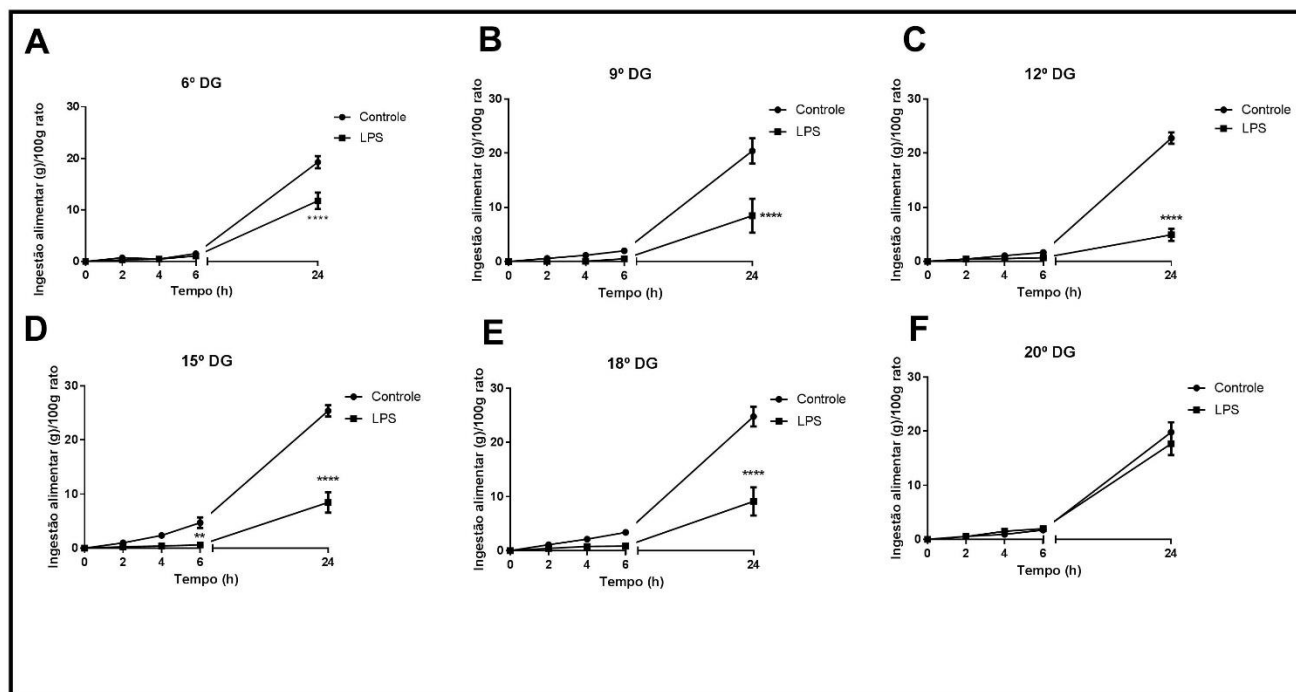 A
6º DG
Ingestão alimentar (g)/100g rato
30
20
10
0
0 2 4 6 24
Tempo (h)
Controle
LPS
****
B
9º DG
Ingestão alimentar (g)/100g rato
30
20
10
0
0 2 4 6 24
Tempo (h)
Controle
LPS
****
C
12º DG
Ingestão alimentar (g)/100g rato
30
20
10
0
0 2 4 6 24
Tempo (h)
Controle
LPS
****
D
15º DG
Ingestão alimentar (g)/100g rato
30
20
10
0
0 2 4 6 24
Tempo (h)
Controle
LPS
**
****
E
18º DG
Ingestão alimentar (g)/100g rato
30
20
10
0
0 2 4 6 24
Tempo (h)
Controle
LPS
****
F
20º DG
Ingestão alimentar (g)/100g rato
30
20
10
0
0 2 4 6 24
Tempo (h)
Controle
LPS